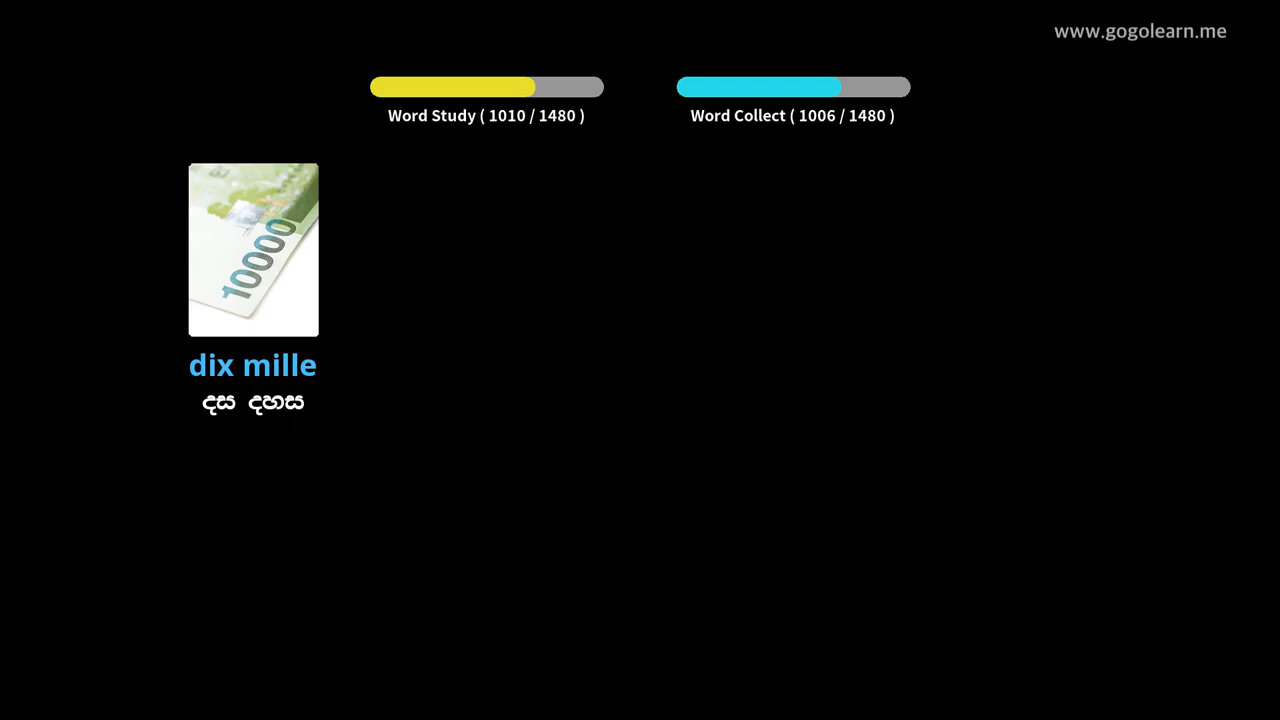 www.gogolearn.me
Word Study ( 1010 / 1480 )
Word Collect ( 1006 / 1480 )
10000
dix mille
දස දහස